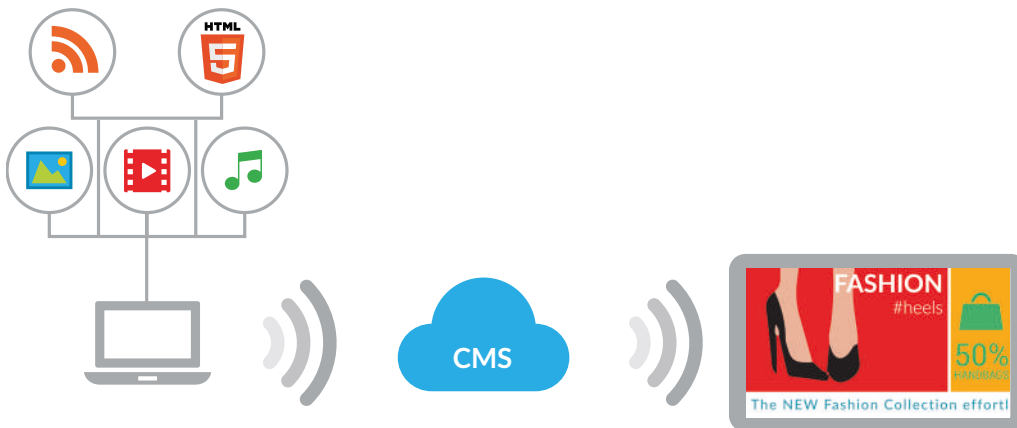 HTML
5
CMS
FASHION
#heels
50%
HANDBAGS
The NEW Fashion Collection effortl